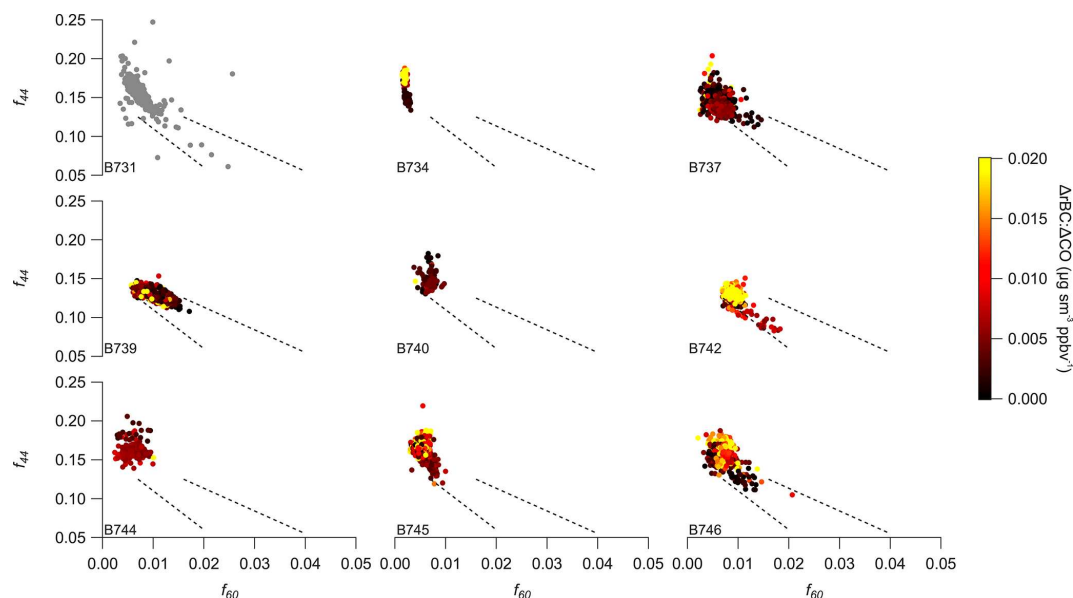 0.25
0.20
0.15
0.10
0.05
f44
B731
B734
B737
0.25
0.20
0.15
0.10
0.05
f44
B739
B740
B742
0.25
0.20
0.15
0.10
0.05
f44
B744
B745
B746
0.00 0.01 0.02 0.03 0.04 0.05
0.00 0.01 0.02 0.03 0.04 0.05
0.00 0.01 0.02 0.03 0.04 0.05
f60
f60
f60
0.020
0.015
0.010
0.005
0.000
ΔrBC:ΔCO (µg sm⁻³ ppbv⁻¹)